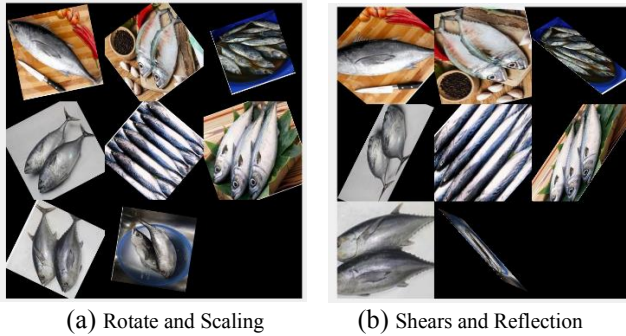 (a) Rotate and Scaling
(b) Shears and Reflection